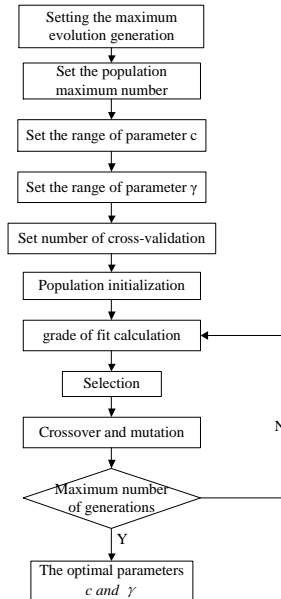 Setting the maximum
evolution generation
Set the population
maximum number
Set the range of parameter c
Set the range of parameter γ
Set number of cross-validation
Population initialization
grade of fit calculation
Selection
Crossover and mutation
N
Maximum number
of generations
Y
The optimal parameters
c and γ